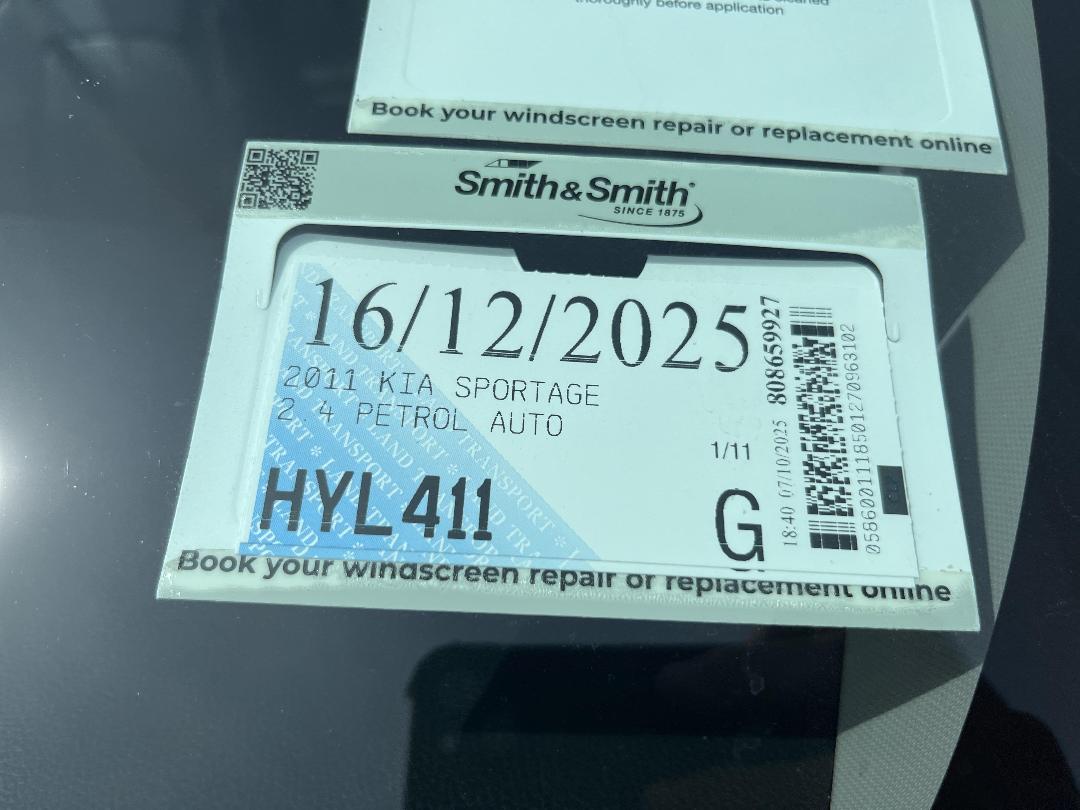 thoroughly before application
Book your windscreen repair or replacement online
Smith&Smith
SINCE 1875
16/12/2025
2011 KIA SPORTAGE
2 4 PETROL AUTO
1/11
HYL411
G
18:40 07/10/2025 808659927
0586001118501270963102
Book your windscreen repair or replacement online